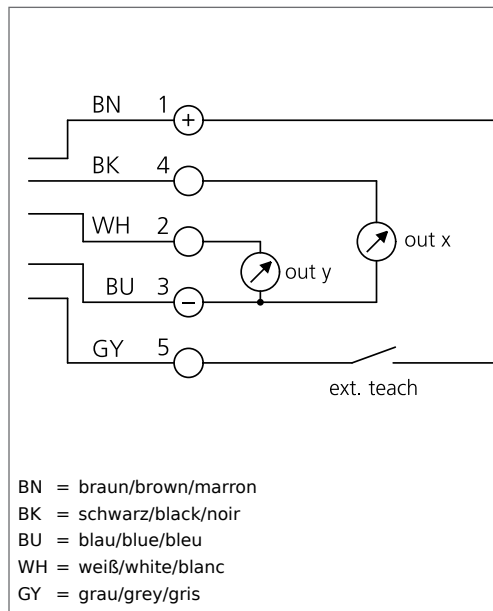 BN 1 +
BK 4
out x
WH 2
out y
BU 3 −
GY 5
ext. teach
BN = braun/brown/marron
BK = schwarz/black/noir
BU = blau/blue/bleu
WH = weiß/white/blanc
GY = grau/grey/gris